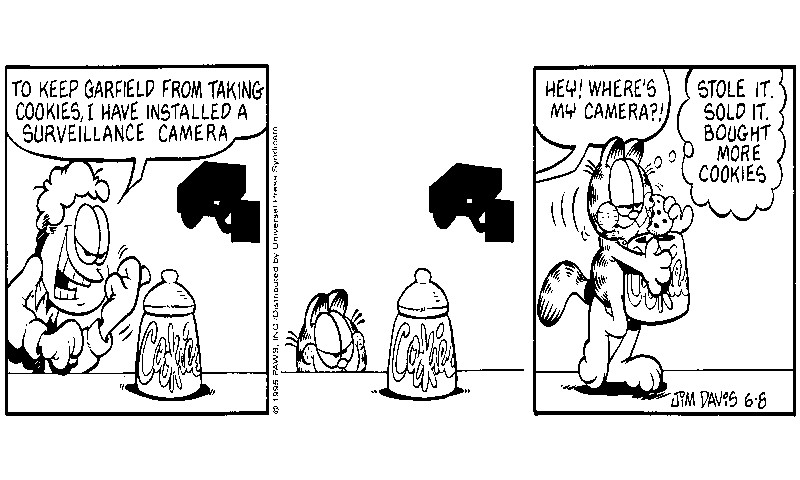 TO KEEP GARFIELD FROM TAKING
COOKIES, I HAVE INSTALLED A
SURVEILLANCE CAMERA
Cookies
© 1995 PAWS, INC./Distributed by Universal Press Syndicate
Cookies
HEY! WHERE'S
MY CAMERA?!
STOLE IT.
SOLD IT.
BOUGHT
MORE
COOKIES
JIM DAVIS 6-8